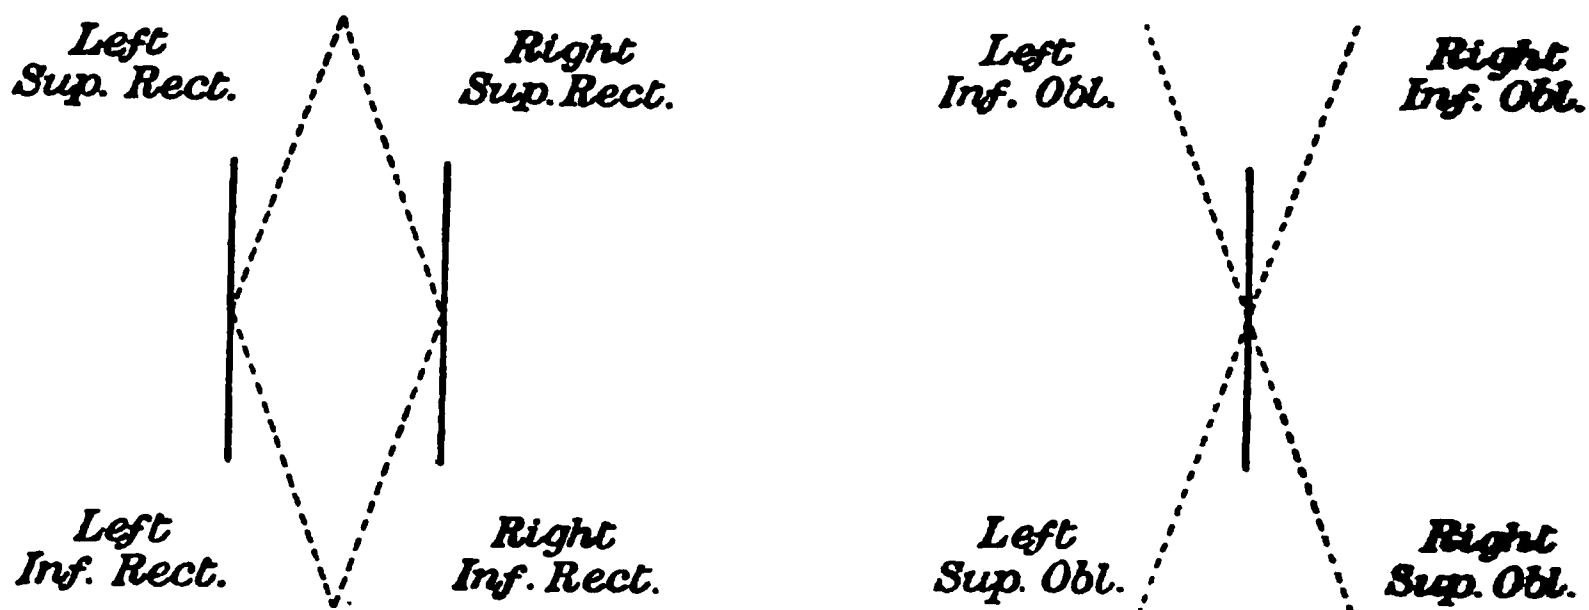 Left
Sup. Rect.
Right
Sup. Rect.
Left
Inf. Obl.
Right
Inf. Obl.
Left
Inf. Rect.
Right
Inf. Rect.
Left
Sup. Obl.
Right
Sup. Obl.